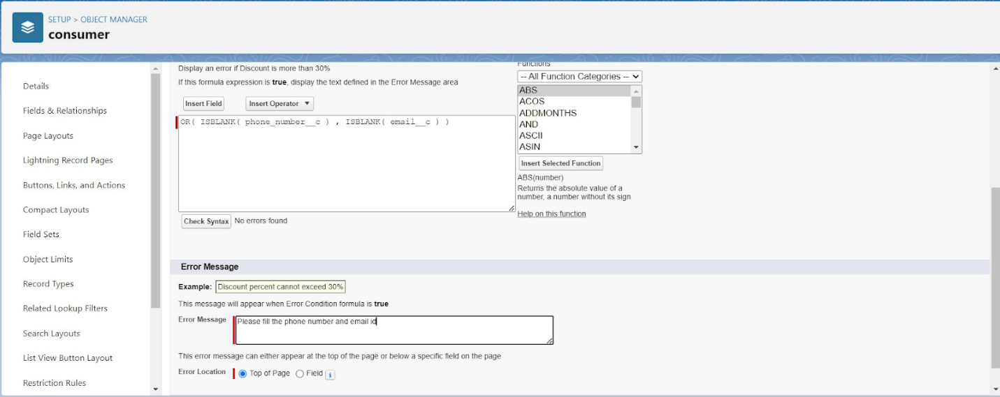 SETUP > OBJECT MANAGER
consumer
Details
Fields & Relationships
Page Layouts
Lightning Record Pages
Buttons, Links, and Actions
Compact Layouts
Field Sets
Object Limits
Record Types
Related Lookup Filters
Search Layouts
List View Button Layout
Restriction Rules
Display an error if Discount is more than 30%
If this formula expression is true, display the text defined in the Error Message area
Insert Field
Insert Operator
OR( ISBLANK( phone_number__c ) , ISBLANK( email__c ) )
Check Syntax No errors found
Functions
-- All Function Categories --
ABS
ACOS
ADDMONTHS
AND
ASCII
ASIN
Insert Selected Function
ABS(number)
Returns the absolute value of a
number, a number without its sign
Help on this function
Error Message
Example: Discount percent cannot exceed 30%
This message will appear when Error Condition formula is true
Error Message Please fill the phone number and email id
This error message can either appear at the top of the page or below a specific field on the page
Error Location Top of Page Field i